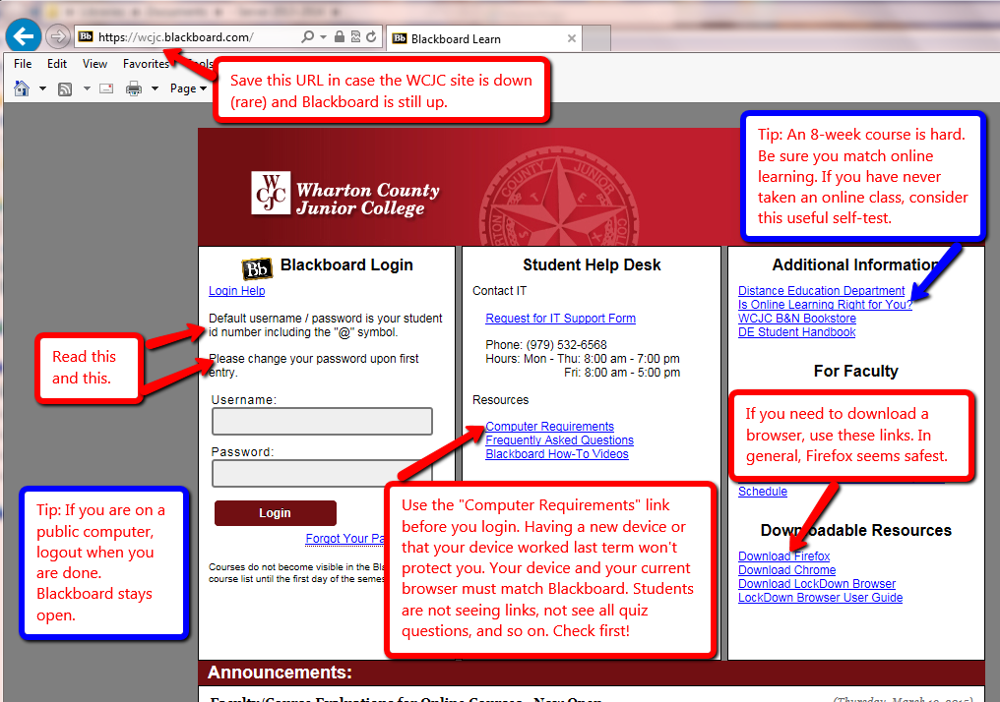 https://wcjc.blackboard.com/
Blackboard Learn
File Edit View Favorites Tools
Page
Save this URL in case the WCJC site is down
(rare) and Blackboard is still up.
Tip: An 8-week course is hard.
Be sure you match online
learning. If you have never
taken an online class, consider
this useful self-test.
WCJC
Wharton County
Junior College
Bb Blackboard Login
Login Help
Default username / password is your student
id number including the "@" symbol.
Please change your password upon first
entry.
Read this
and this.
Username:
Password:
Login
Forgot Your
Courses do not become visible in the
course list until the first day of the
Tip: If you are on a
public computer,
logout when you
are done.
Blackboard stays
open.
Student Help Desk
Contact IT
Request for IT Support Form
Phone: (979) 532-6568
Hours: Mon - Thu: 8:00 am - 7:00 pm
Fri: 8:00 am - 5:00 pm
Resources
Computer Requirements
Frequently Asked Questions
Blackboard How-To Videos
Use the "Computer Requirements" link
before you login. Having a new device or
that your device worked last term won't
protect you. Your device and your current
browser must match Blackboard. Students
are not seeing links, not see all quiz
questions, and so on. Check first!
Additional Information
Distance Education Department
Is Online Learning Right for You?
WCJC B&N Bookstore
DE Student Handbook
For Faculty
If you need to download a
browser, use these links. In
general, Firefox seems safest.
Schedule
Downloadable Resources
Download Firefox
Download Chrome
Download LockDown Browser
LockDown Browser User Guide
Announcements:
Faculty/Course Evaluations for Online Courses - Now Open